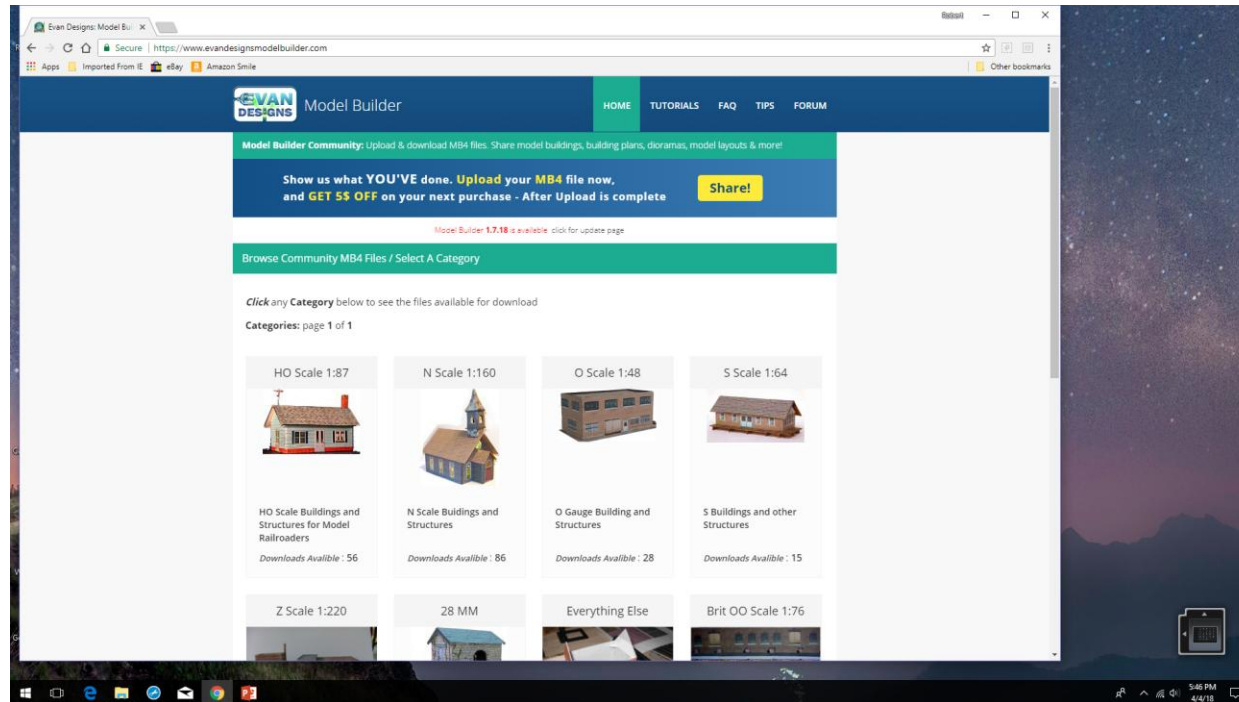 Evan Designs: Model Bui
Secure | https://www.evandesignsmodelbuilder.com
Apps Imported From IE eBay Amazon Smile Other bookmarks
EVAN DESIGNS Model Builder HOME TUTORIALS FAQ TIPS FORUM
Model Builder Community: Upload & download MB4 files. Share model buildings, building plans, dioramas, model layouts & more!
Show us what YOU'VE done. Upload your MB4 file now,
and GET 5$ OFF on your next purchase - After Upload is complete
Share!
Model Builder 1.7.18 is available click for update page
Browse Community MB4 Files / Select A Category
Click any Category below to see the files available for download
Categories: page 1 of 1
HO Scale 1:87
HO Scale Buildings and
Structures for Model
Railroaders
Downloads Avalible : 56
N Scale 1:160
N Scale Buidings and
Structures
Downloads Avalible : 86
O Scale 1:48
O Gauge Building and
Structures
Downloads Avalible : 28
S Scale 1:64
S Buildings and other
Structures
Downloads Avalible : 15
Z Scale 1:220
28 MM
Everything Else
Brit OO Scale 1:76
5:46 PM
4/4/18